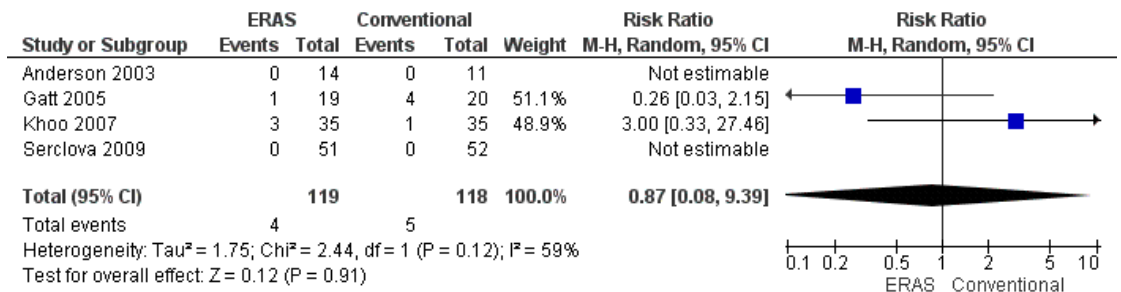 ERAS Conventional Risk Ratio Risk Ratio
Study or Subgroup Events Total Events Total Weight M-H, Random, 95% CI M-H, Random, 95% CI
Anderson 2003 0 14 0 11 Not estimable
Gatt 2005 1 19 4 20 51.1% 0.26 [0.03, 2.15]
Khoo 2007 3 35 1 35 48.9% 3.00 [0.33, 27.46]
Serclova 2009 0 51 0 52 Not estimable
Total (95% CI) 119 118 100.0% 0.87 [0.08, 9.39]
Total events 4 5
Heterogeneity: Tau² = 1.75; Chi² = 2.44, df = 1 (P = 0.12); I² = 59%
Test for overall effect: Z = 0.12 (P = 0.91)
0.1 0.2 0.5 1 2 5 10
ERAS Conventional